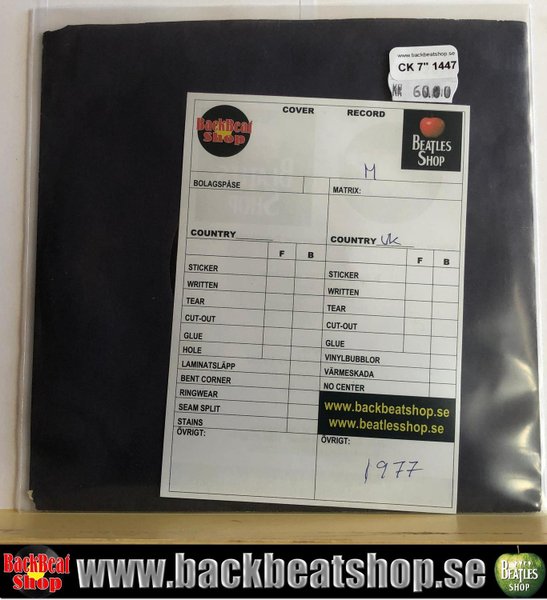 www.backbeatshop.se
CK 7" 1447
KR 60.00
COVER RECORD
BackBeat
Shop
BEATLES
SHOP
M
BOLAGSPÅSE MATRIX:
COUNTRY COUNTRY UK
F B F B
STICKER STICKER
WRITTEN WRITTEN
TEAR TEAR
CUT-OUT CUT-OUT
GLUE GLUE
HOLE VINYLBUBBLOR
LAMINATSLÄPP VÄRMESKADA
BENT CORNER NO CENTER
RINGWEAR
SEAM SPLIT
STAINS
www.backbeatshop.se
www.beatlesshop.se
ÖVRIGT: ÖVRIGT:
1977
BackBeat
Shop
www.backbeatshop.se
BEATLES
SHOP